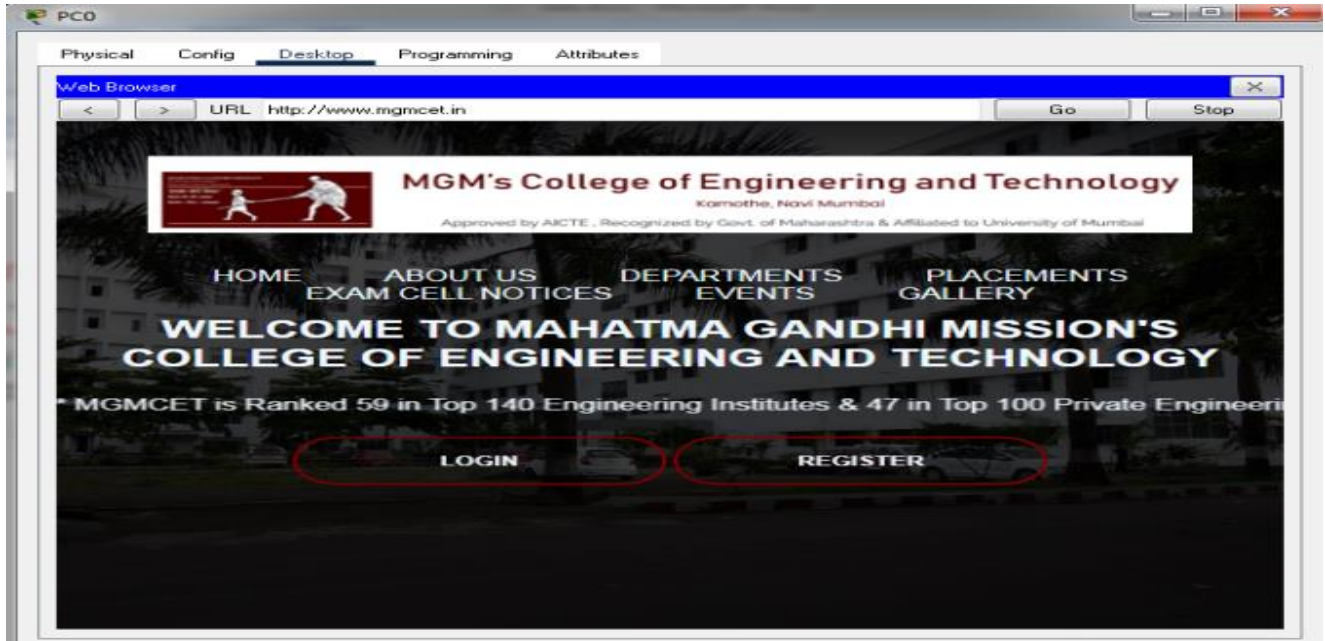 PC0
Physical Config Desktop Programming Attributes
Web Browser
< > URL http://www.mgmcet.in Go Stop
MGM's College of Engineering and Technology
Kamothe, Navi Mumbai
Approved by AICTE , Recognized by Govt. of Maharashtra & Affiliated to University of Mumbai
HOME ABOUT US DEPARTMENTS PLACEMENTS
EXAM CELL NOTICES EVENTS GALLERY
WELCOME TO MAHATMA GANDHI MISSION'S
COLLEGE OF ENGINEERING AND TECHNOLOGY
* MGMCET is Ranked 59 in Top 140 Engineering Institutes & 47 in Top 100 Private Engineeri
LOGIN REGISTER